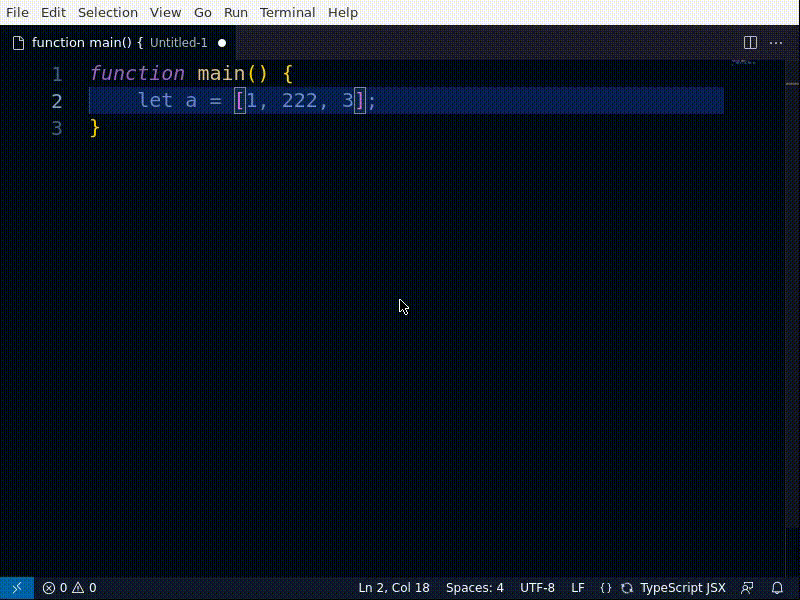 File Edit Selection View Go Run Terminal Help
function main() { Untitled-1
1 function main() {
2     let a = [1, 222, 3];
3 }
0 0 Ln 2, Col 18 Spaces: 4 UTF-8 LF {} TypeScript JSX